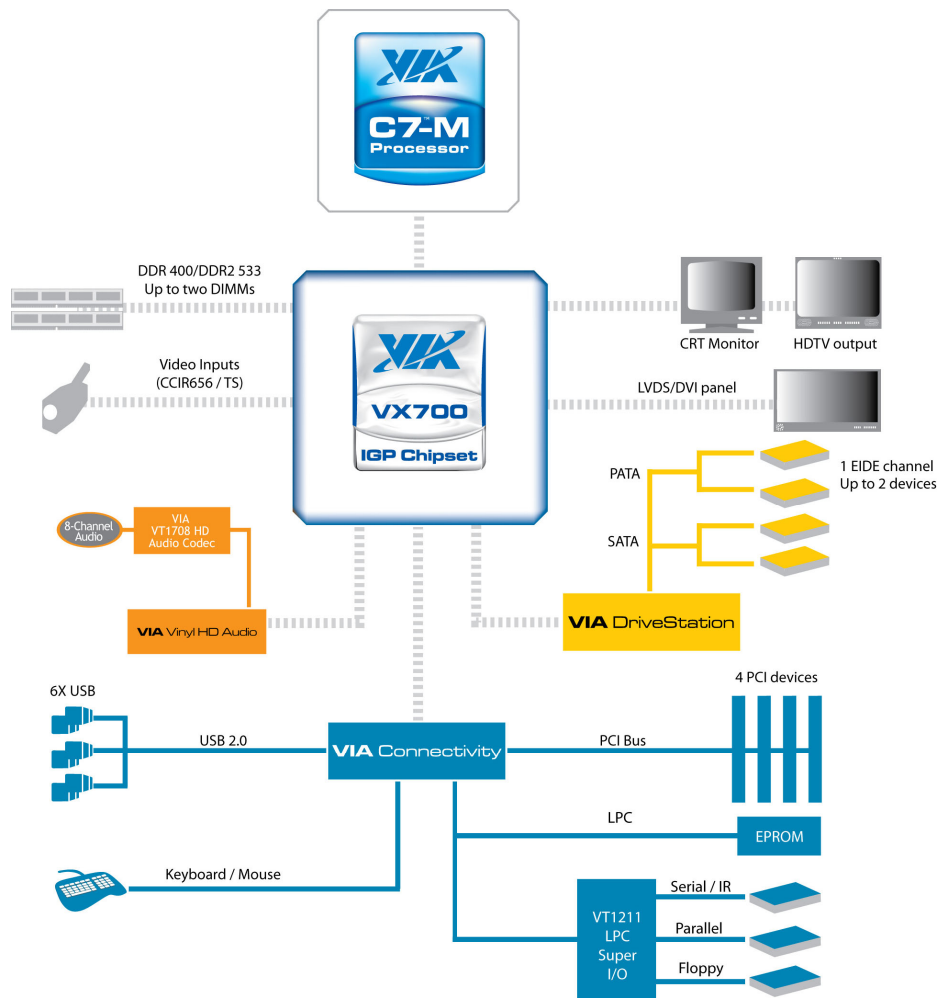 VIA
C7-M™
Processor
DDR 400/DDR2 533
Up to two DIMMs
Video Inputs
(CCIR656 / TS)
VIA
VX700
IGP Chipset
CRT Monitor
HDTV output
LVDS/DVI panel
PATA
1 EIDE channel
Up to 2 devices
SATA
8-Channel
Audio
VIA
VT1708 HD
Audio Codec
VIA Vinyl HD Audio
VIA DriveStation
6X USB
USB 2.0
VIA Connectivity
PCI Bus
4 PCI devices
LPC
EPROM
Keyboard / Mouse
VT1211
LPC
Super
I/O
Serial / IR
Parallel
Floppy